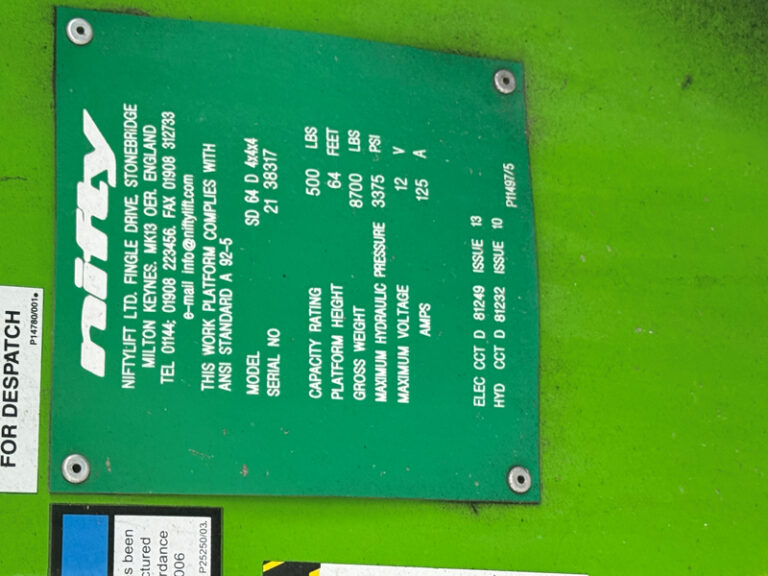 FOR DESPATCH
P14780/001e
nifty
NIFTYLIFT LTD. FINGLE DRIVE, STONEBRIDGE
MILTON KEYNES, MK13 OER, ENGLAND
TEL 01144; 01908 223456. FAX 01908 312733
e-mail info@niftylift.com
THIS WORK PLATFORM COMPLIES WITH
ANSI STANDARD A 92-5
MODEL SD 64 D 4x4x4
SERIAL NO 21 38317
CAPACITY RATING 500 LBS
PLATFORM HEIGHT 64 FEET
GROSS WEIGHT 8700 LBS
MAXIMUM HYDRAULIC PRESSURE 3375 PSI
MAXIMUM VOLTAGE 12 V
AMPS 125 A
ELEC CCT D 81249 ISSUE 13
HYD CCT D 81232 ISSUE 10
P11497/5
s been
ctured
rdance
006
P25250/03.